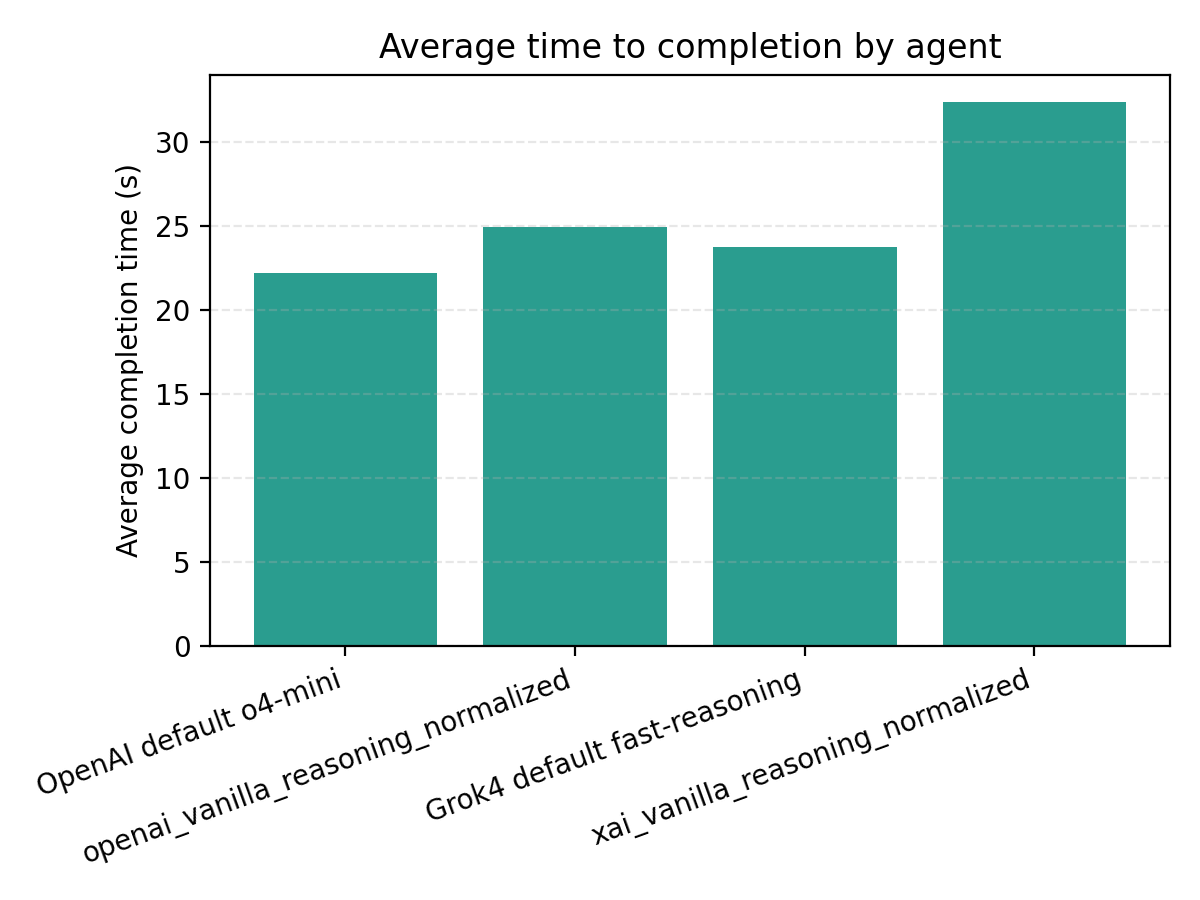 Average time to completion by agent
Average completion time (s)
30
25
20
15
10
5
0
OpenAI default o4-mini
openai_vanilla_reasoning_normalized
Grok4 default fast-reasoning
xai_vanilla_reasoning_normalized